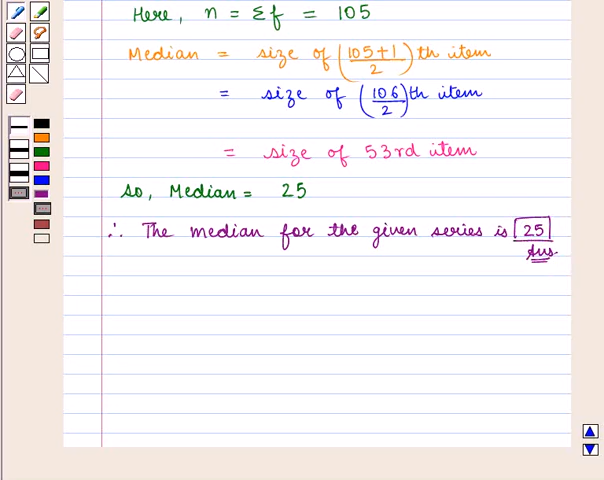 Here, n = Σf = 105
Median = size of (105+1/2) th item
= size of (106/2) th item
= size of 53rd item
So, Median = 25
∴ The median for the given series is 25
Ans.